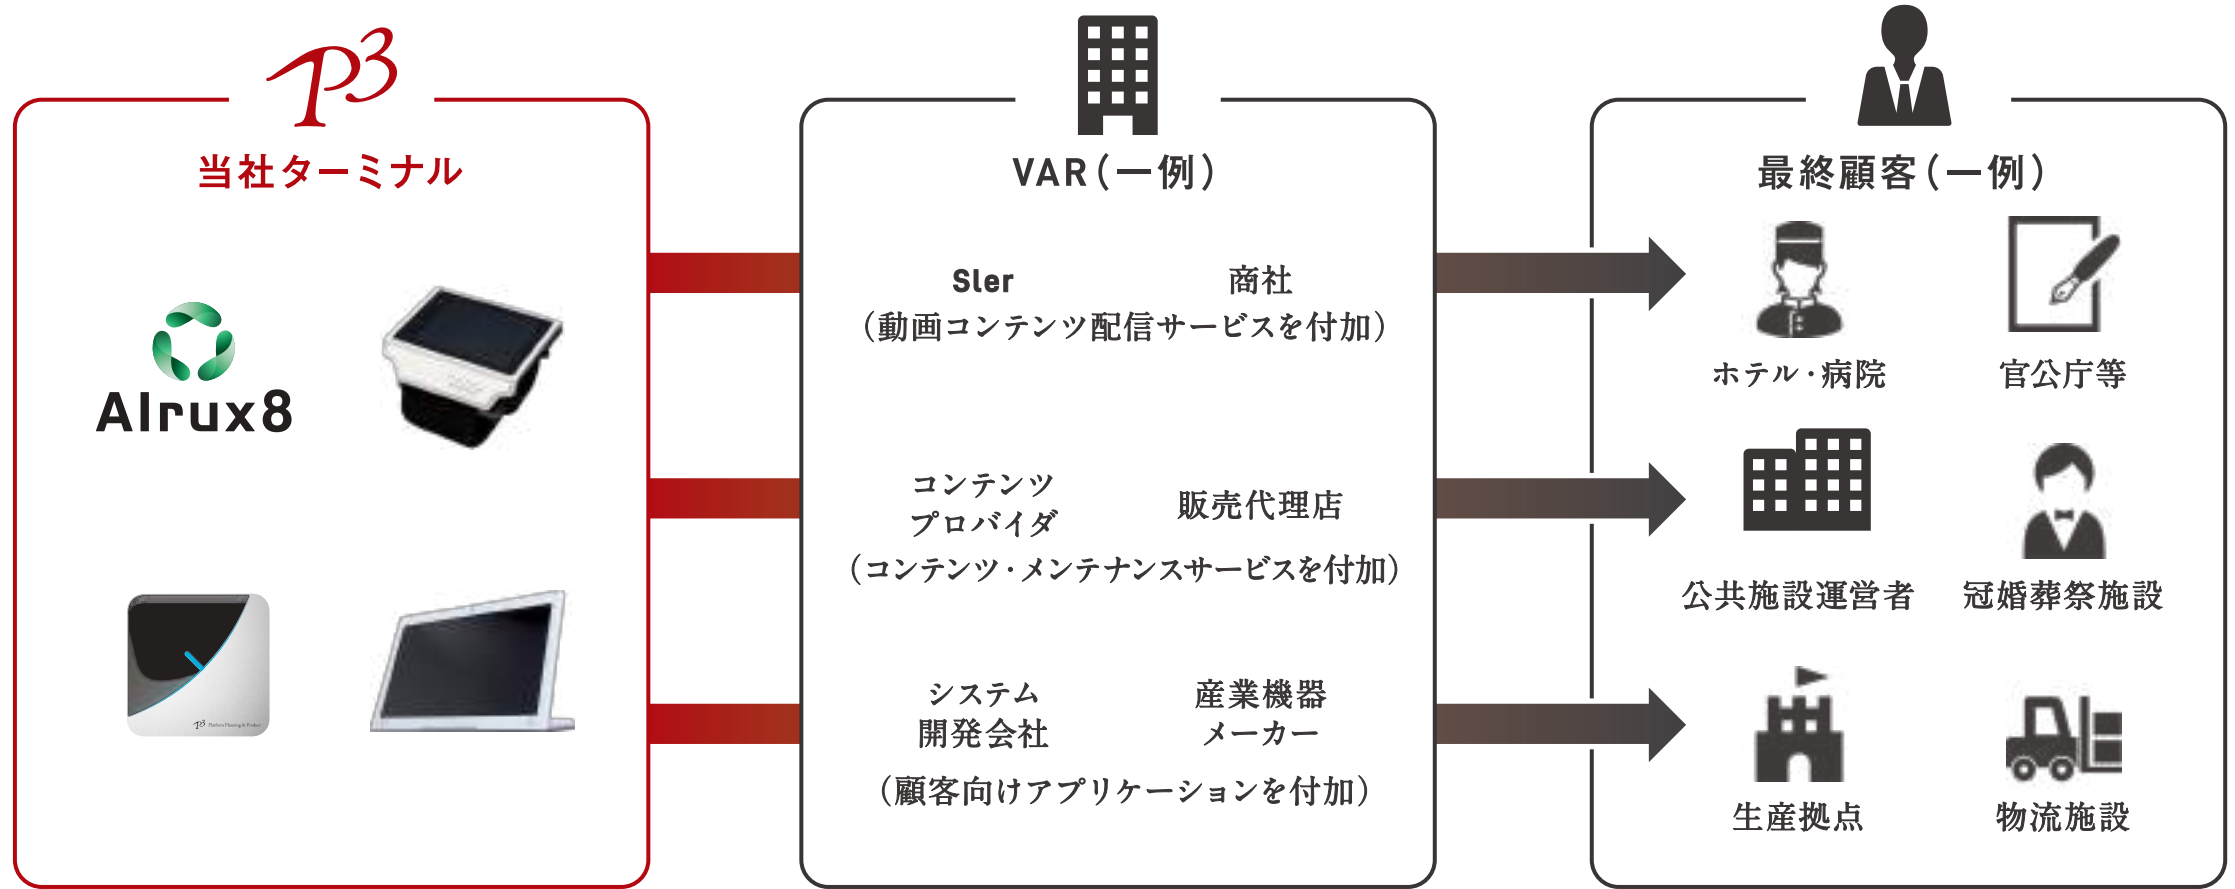 P3
当社ターミナル
AIrux8
P3 Platform Planning & Produce
VAR（一例）
SIer 商社
（動画コンテンツ配信サービスを付加）
コンテンツ
プロバイダ
販売代理店
（コンテンツ・メンテナンスサービスを付加）
システム
開発会社
産業機器
メーカー
（顧客向けアプリケーションを付加）
最終顧客（一例）
ホテル・病院 官公庁等
公共施設運営者 冠婚葬祭施設
生産拠点 物流施設